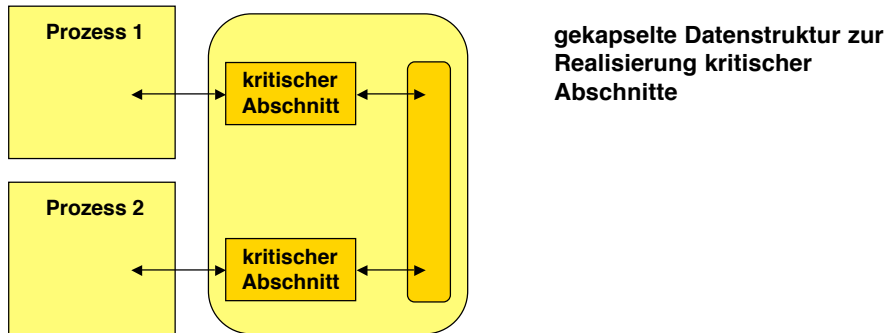 Prozess 1
kritischer
Abschnitt
gekapselte Datenstruktur zur
Realisierung kritischer
Abschnitte
Prozess 2
kritischer
Abschnitt